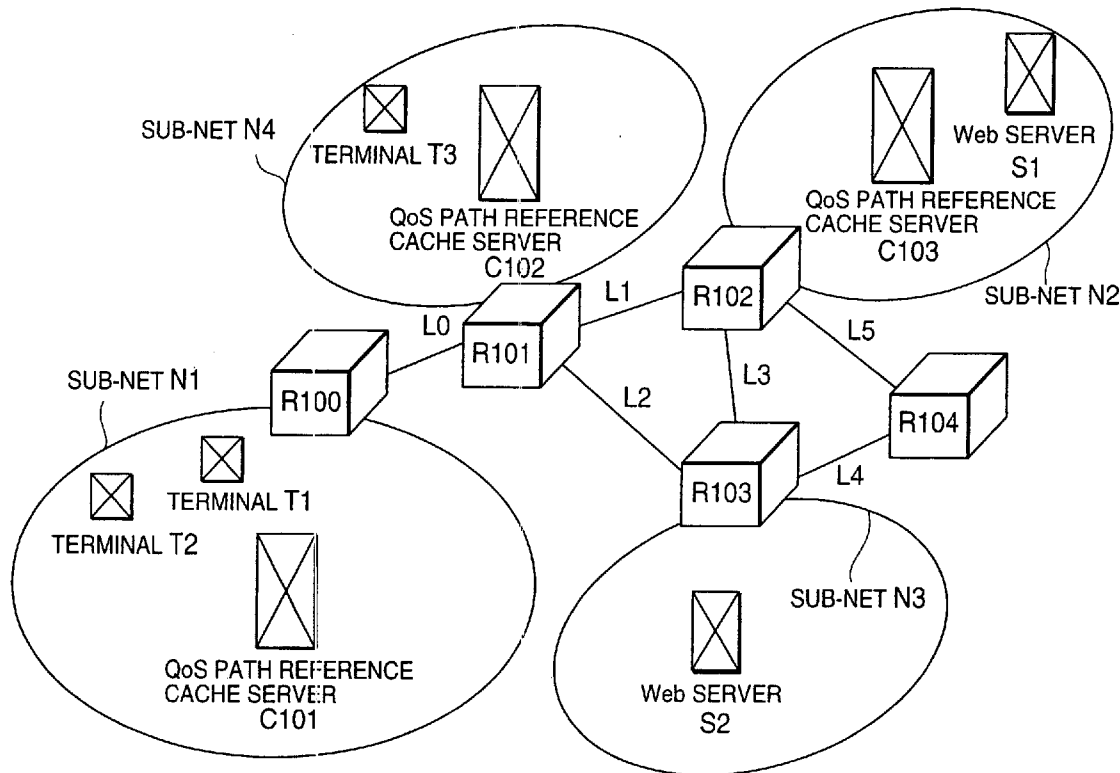 SUB-NET N4
TERMINAL T3
QoS PATH REFERENCE
CACHE SERVER
C102
Web SERVER
S1
QoS PATH REFERENCE
CACHE SERVER
C103
SUB-NET N2
R102
L1
L0
R101
L5
L3
L2
SUB-NET N1
R100
R104
R103
L4
TERMINAL T1
TERMINAL T2
QoS PATH REFERENCE
CACHE SERVER
C101
SUB-NET N3
Web SERVER
S2